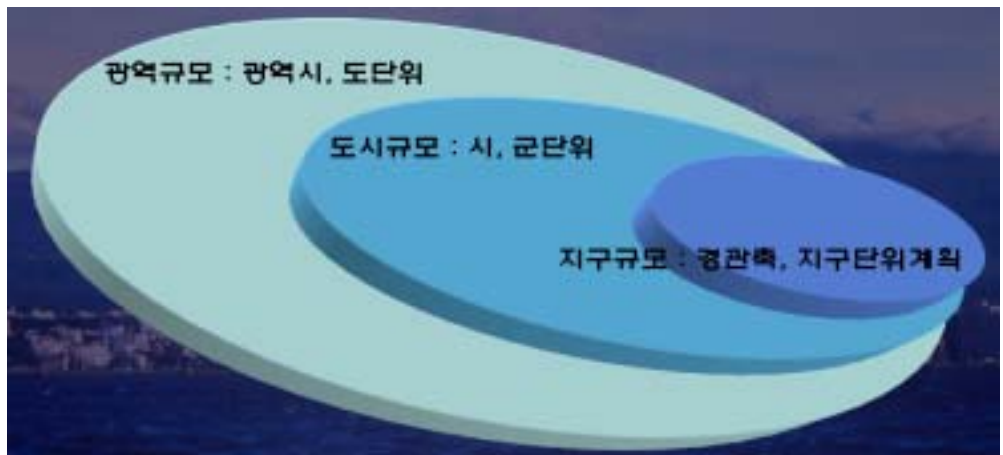 광역규모 : 광역시, 도단위
도시규모 : 시, 군단위
지구규모 : 경관축, 지구단위계획